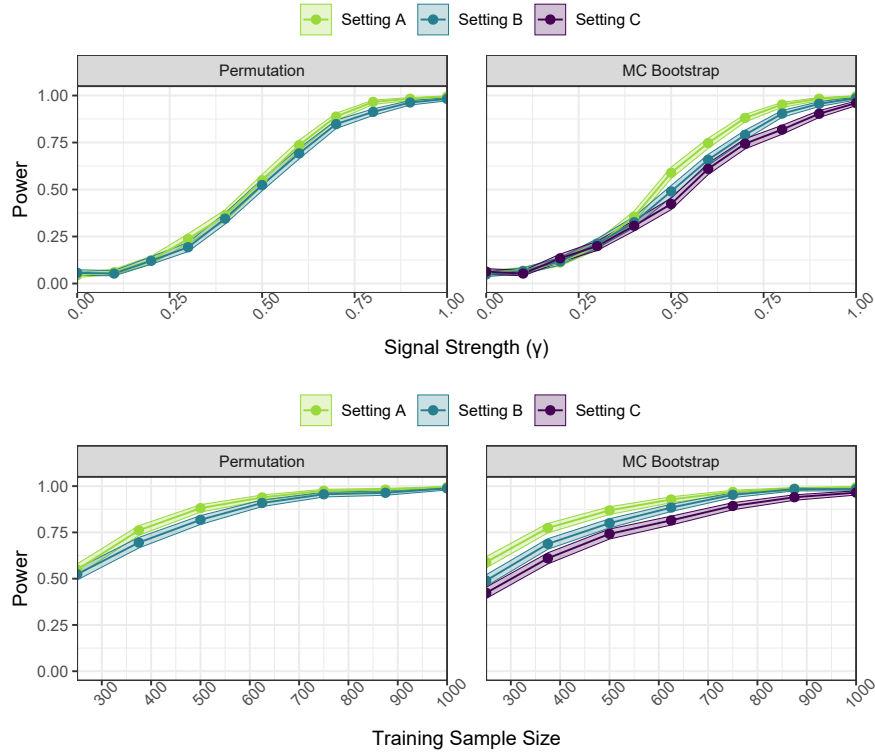 Setting A Setting B Setting C
Permutation MC Bootstrap
Power
1.00
0.75
0.50
0.25
0.00
0.00 0.25 0.50 0.75 1.00 0.00 0.25 0.50 0.75 1.00
Signal Strength (γ)
Setting A Setting B Setting C
Permutation MC Bootstrap
Power
1.00
0.75
0.50
0.25
0.00
300 400 500 600 700 800 900 1000 300 400 500 600 700 800 900 1000
Training Sample Size